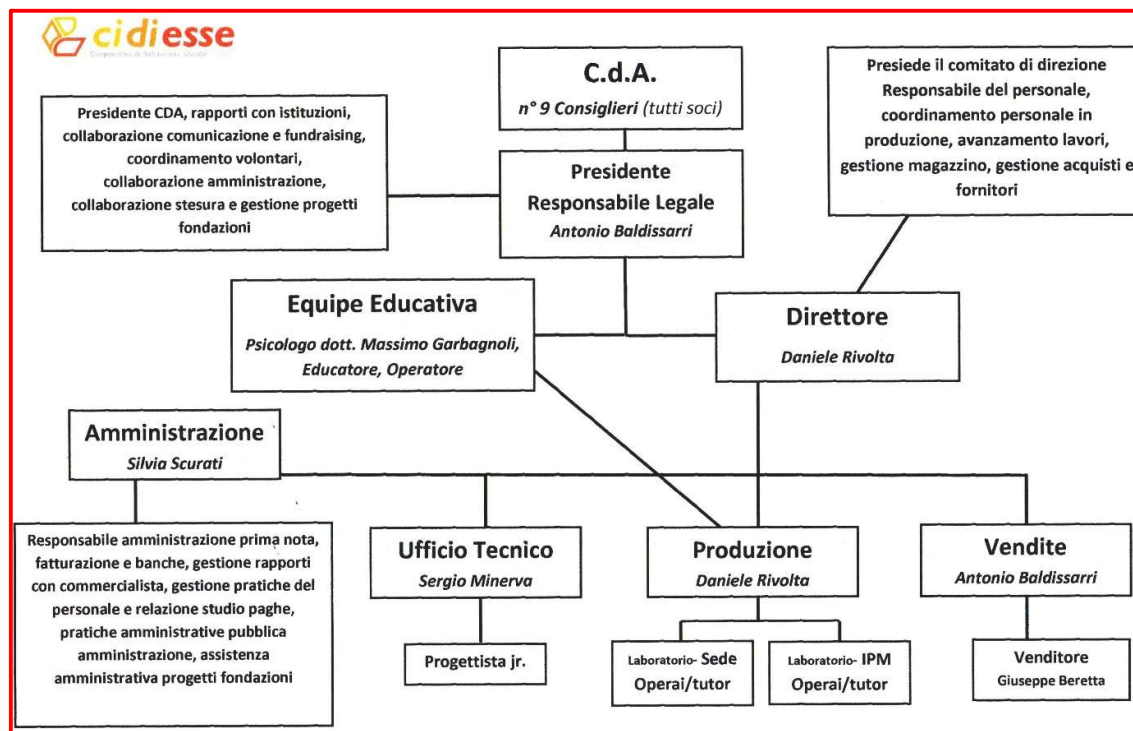 cidiesse
C.d.A.
n° 9 Consiglieri (tutti soci)
Presiede il comitato di direzione
Responsabile del personale,
coordinamento personale in
produzione, avanzamento lavori,
gestione magazzino, gestione acquisti e
fornitori
Presidente CDA, rapporti con istituzioni,
collaborazione comunicazione e fundraising,
coordinamento volontari,
collaborazione amministrazione,
collaborazione stesura e gestione progetti
fondazioni
Presidente
Responsabile Legale
Antonio Baldissarri
Equipe Educativa
Psicologo dott. Massimo Garbagnoli,
Educatore, Operatore
Direttore
Daniele Rivolta
Amministrazione
Silvia Scurati
Responsabile amministrazione prima nota,
fatturazione e banche, gestione rapporti
con commercialista, gestione pratiche del
personale e relazione studio paghe,
pratiche amministrative pubblica
amministrazione, assistenza
amministrativa progetti fondazioni
Ufficio Tecnico
Sergio Minerva
Produzione
Daniele Rivolta
Vendite
Antonio Baldissarri
Progettista jr.
Laboratorio- Sede
Operai/tutor
Laboratorio- IPM
Operai/tutor
Venditore
Giuseppe Beretta